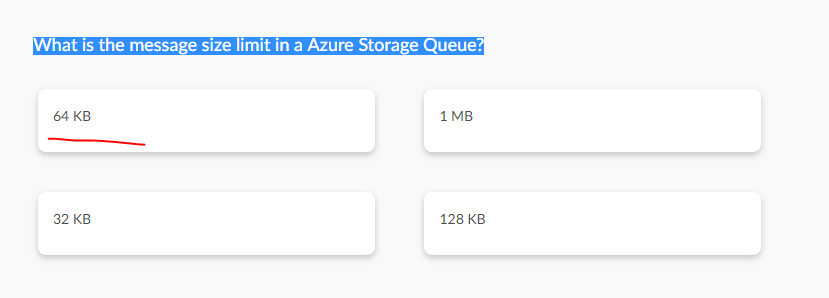 What is the message size limit in a Azure Storage Queue?
64 KB
1 MB
32 KB
128 KB